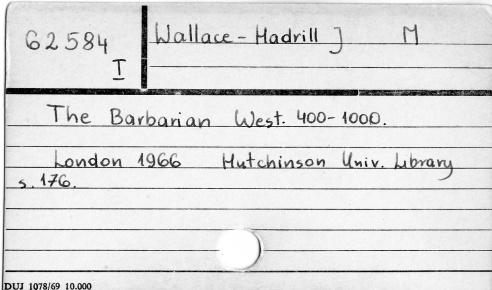 62584 Wallace-Hadrill J M
I
The Barbarian West. 400-1000.
London 1966 Hutchinson Univ. Library
s. 176.
DUJ 1078/69 10.000